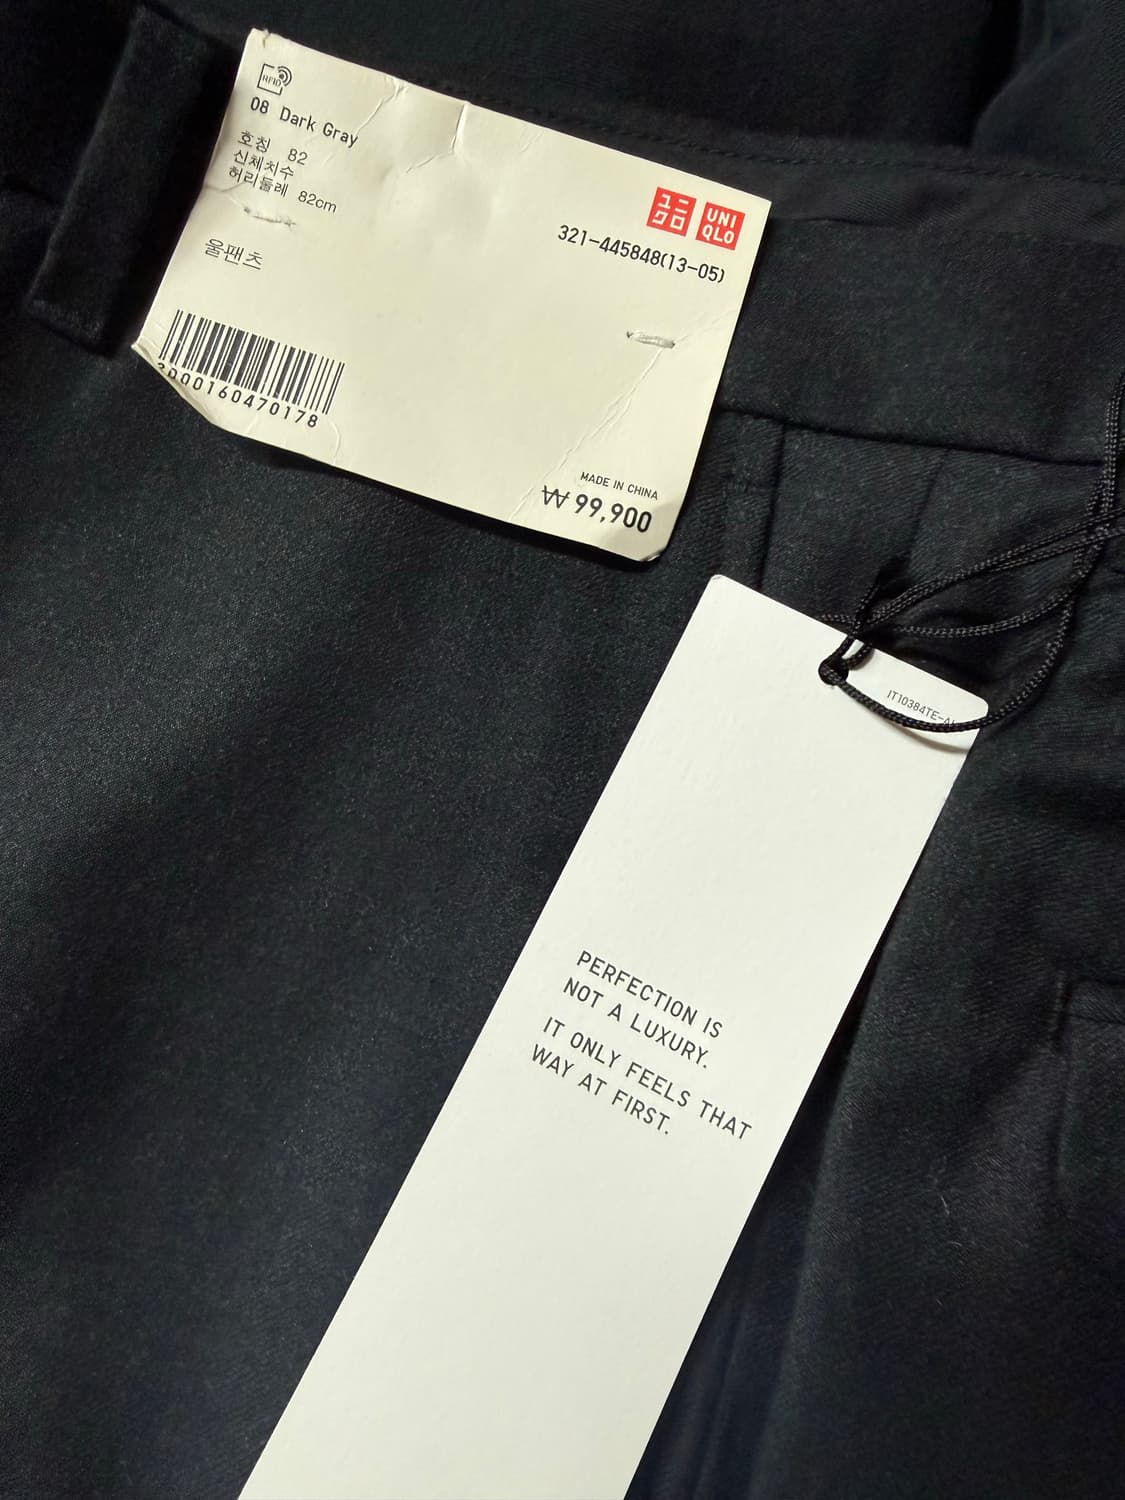 RFID
08 Dark Gray
호칭 82
신체치수
허리둘레 82cm
울팬츠
ユニ
クロ
UNI
QLO
321-445848(13-05)
MADE IN CHINA
₩ 99,900
PERFECTION IS
NOT A LUXURY.
IT ONLY FEELS THAT
WAY AT FIRST.